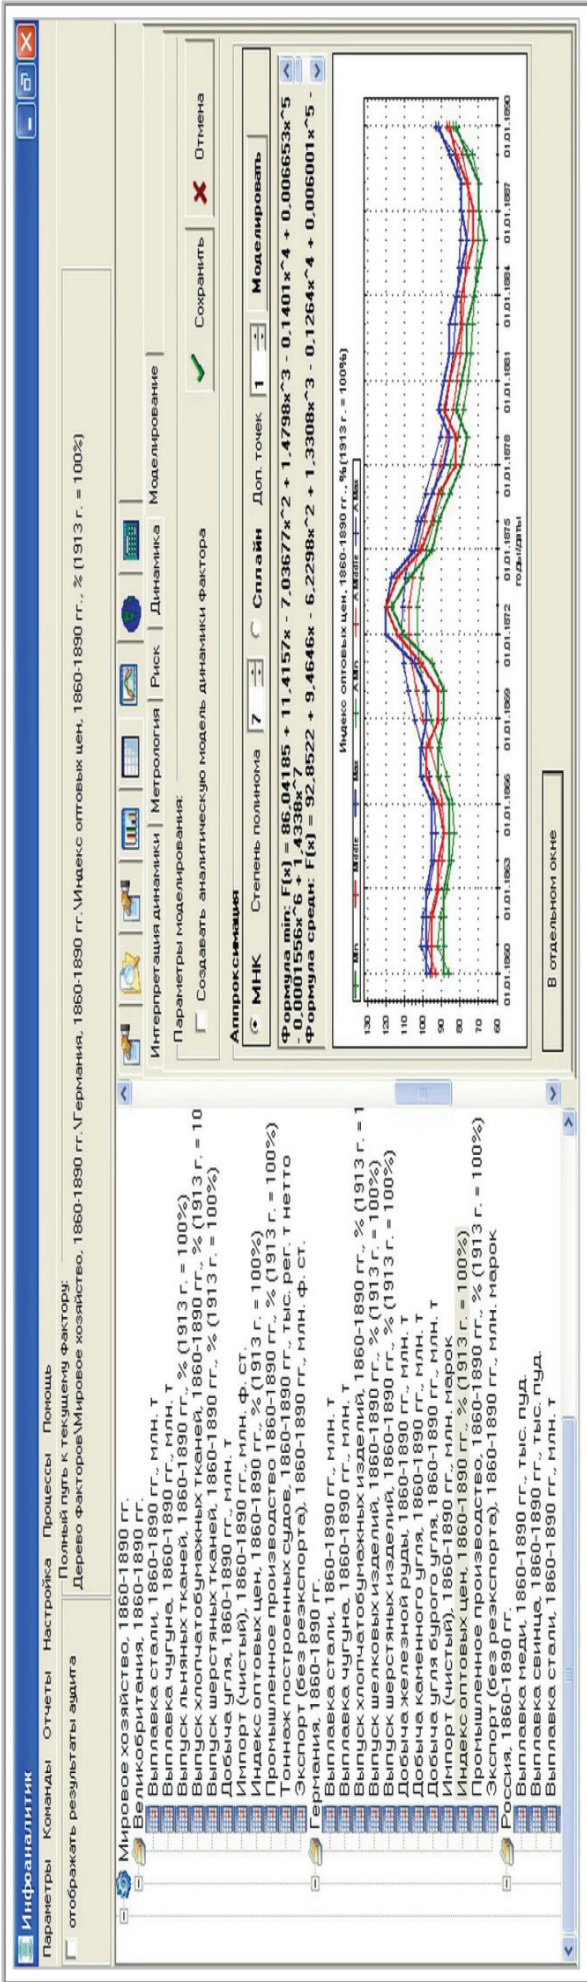 Инфоаналитик
Параметры Команды Отчеты Настройка Процессы Помощь
отображать результаты аудита
Полный путь к текущему фактору:
Дерево факторов\Мировое хозяйство, 1860-1890 гг.\Германия, 1860-1890 гг.\Индекс оптовых цен, 1860-1890 гг., % (1913 г. = 100%)
Мировое хозяйство, 1860-1890 гг.
Великобритания, 1860-1890 гг.
Выплавка стали, 1860-1890 гг., млн. т
Выплавка чугуна, 1860-1890 гг., млн. т
Выпуск льняных тканей, 1860-1890 гг., % (1913 г. = 100%)
Выпуск хлопчатобумажных тканей, 1860-1890 гг., % (1913 г. = 10
Выпуск шерстяных тканей, 1860-1890 гг., % (1913 г. = 100%)
Добыча угля, 1860-1890 гг., млн. т
Импорт (чистый), 1860-1890 гг., млн. ф. ст.
Индекс оптовых цен, 1860-1890 гг., % (1913 г. = 100%)
Промышленное производство 1860-1890 гг., % (1913 г. = 100%)
Тоннаж построенных судов, 1860-1890 гг., тыс. рег. т нетто
Экспорт (без реэкспорта), 1860-1890 гг., млн. ф. ст.
Германия, 1860-1890 гг.
Выплавка стали, 1860-1890 гг., млн. т
Выплавка чугуна, 1860-1890 гг., млн. т
Выпуск хлопчатобумажных изделий, 1860-1890 гг., % (1913 г. = 1
Выпуск шелковых изделий, 1860-1890 гг., % (1913 г. = 100%)
Выпуск шерстяных изделий, 1860-1890 гг., % (1913 г. = 100%)
Добыча железной руды, 1860-1890 гг., млн. т
Добыча каменного угля, 1860-1890 гг., млн. т
Добыча угля бурого угля, 1860-1890 гг., млн. т
Импорт (чистый), 1860-1890 гг., млн. марок
Индекс оптовых цен, 1860-1890 гг., % (1913 г. = 100%)
Промышленное производство, 1860-1890 гг., % (1913 г. = 100%)
Экспорт (без реэкспорта), 1860-1890 гг., млн. марок
Россия, 1860-1890 гг.
Выплавка меди, 1860-1890 гг., тыс. пуд.
Выплавка свинца, 1860-1890 гг., тыс. пуд.
Выплавка стали, 1860-1890 гг., млн. т
Интерпретация динамики Метрология Риск Динамика Моделирование
Параметры моделирования:
Создавать аналитическую модель динамики фактора
Сохранить Отмена
Аппроксимация
МНК Степень полинома 7 Сплайн Доп. точек 1 Моделировать
Формула min: F(x) = 86,04185 + 11,4157x - 7,03677x^2 + 1,4798x^3 - 0,1401x^4 + 0,006653x^5
- 0,0001556x^6 + 1,4338x^7
Формула средн: F(x) = 92,8522 + 9,4646x - 6,2298x^2 + 1,3308x^3 - 0,1264x^4 + 0,006001x^5 -
Индекс оптовых цен, 1860-1890 гг., % (1913 г. = 100%)
Min Middle Max A Min A Middle A Max
130
120
110
100
90
80
70
60
01.01.1860 01.01.1863 01.01.1866 01.01.1869 01.01.1872 01.01.1875 01.01.1878 01.01.1881 01.01.1884 01.01.1887 01.01.1890
годы/даты
В отдельном окне